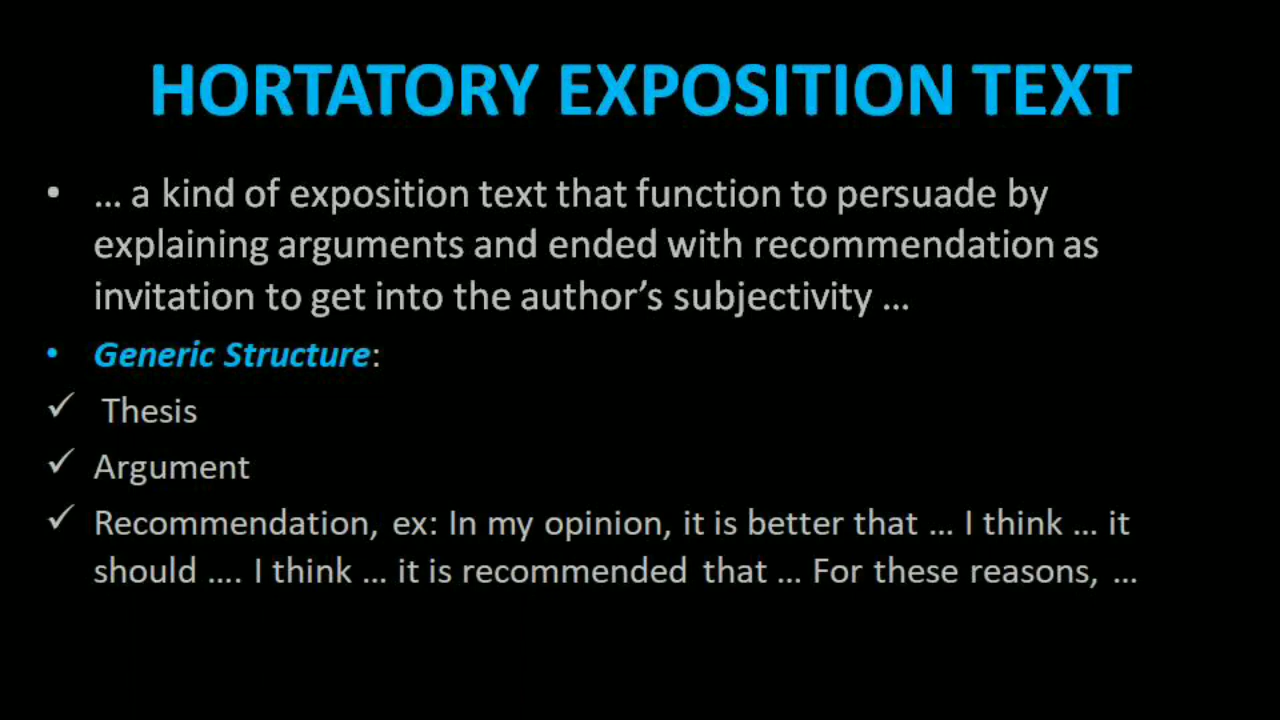 HORTATORY EXPOSITION TEXT
• … a kind of exposition text that function to persuade by
explaining arguments and ended with recommendation as
invitation to get into the author’s subjectivity …
• Generic Structure:
✓ Thesis
✓ Argument
✓ Recommendation, ex: In my opinion, it is better that … I think … it
should …. I think … it is recommended that … For these reasons, …